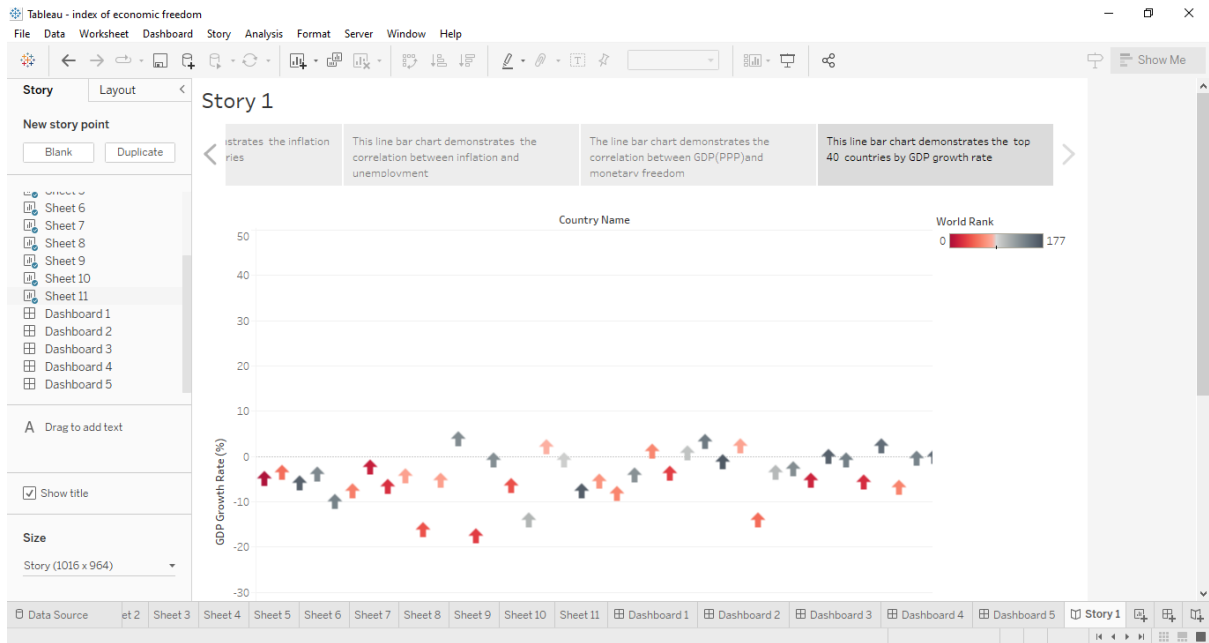 Tableau - index of economic freedom
File Data Worksheet Dashboard Story Analysis Format Server Window Help
Show Me
Story Layout
New story point
Blank Duplicate
Sheet 6
Sheet 7
Sheet 8
Sheet 9
Sheet 10
Sheet 11
Dashboard 1
Dashboard 2
Dashboard 3
Dashboard 4
Dashboard 5
A Drag to add text
Show title
Size
Story (1016 x 964)
Story 1
strates the inflation
ries
This line bar chart demonstrates the
correlation between inflation and
unemployment
The line bar chart demonstrates the
correlation between GDP(PPP)and
monetary freedom
This line bar chart demonstrates the top
40 countries by GDP growth rate
Country Name
World Rank
0 177
GDP Growth Rate (%)
50
40
30
20
10
0
-10
-20
-30
Data Source et 2 Sheet 3 Sheet 4 Sheet 5 Sheet 6 Sheet 7 Sheet 8 Sheet 9 Sheet 10 Sheet 11 Dashboard 1 Dashboard 2 Dashboard 3 Dashboard 4 Dashboard 5 Story 1